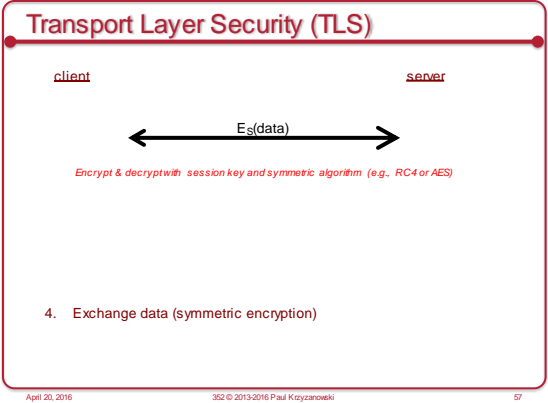 Transport Layer Security (TLS)
client server
ES(data)
Encrypt & decrypt with session key and symmetric algorithm (e.g., RC4 or AES)
4. Exchange data (symmetric encryption)
April 20, 2016 352 © 2013-2016 Paul Krzyzanowski 57